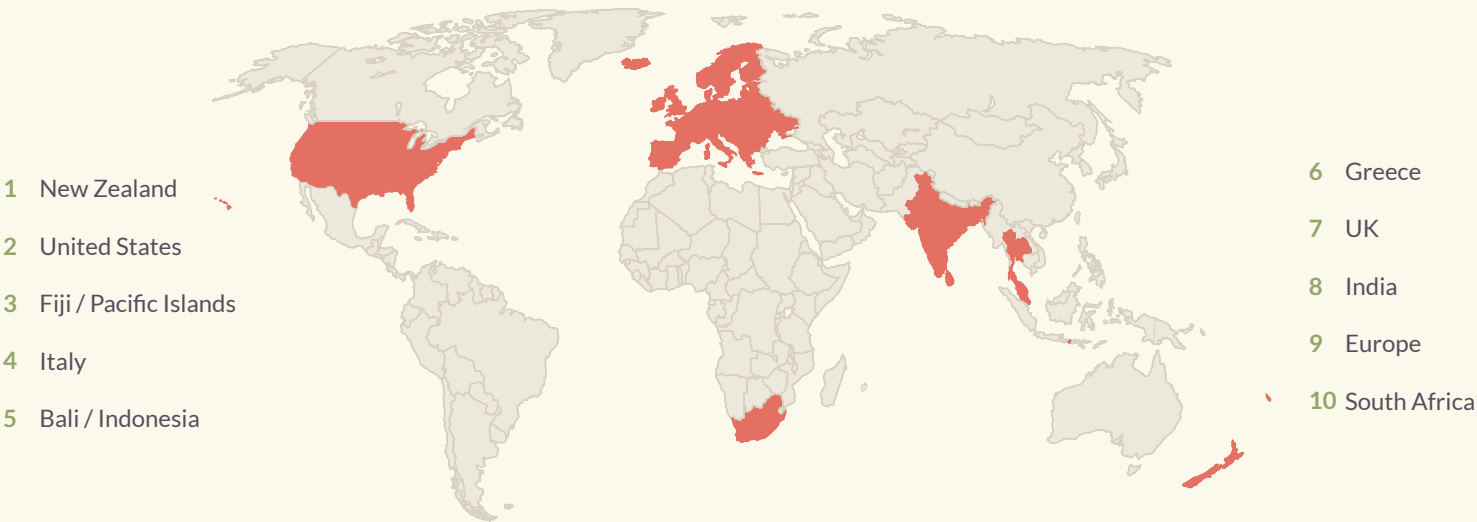 1 New Zealand
2 United States
3 Fiji / Pacific Islands
4 Italy
5 Bali / Indonesia
6 Greece
7 UK
8 India
9 Europe
10 South Africa